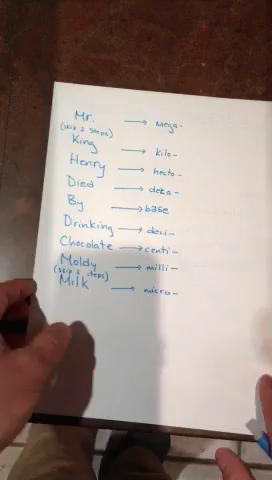 Mr. → mega-
(skip 2 steps)
King → kilo-
Henry → hecto-
Died → deka-
By → base
Drinking → deci-
Chocolate → centi-
Moldy → milli-
(skip 2 steps)
Milk → micro-